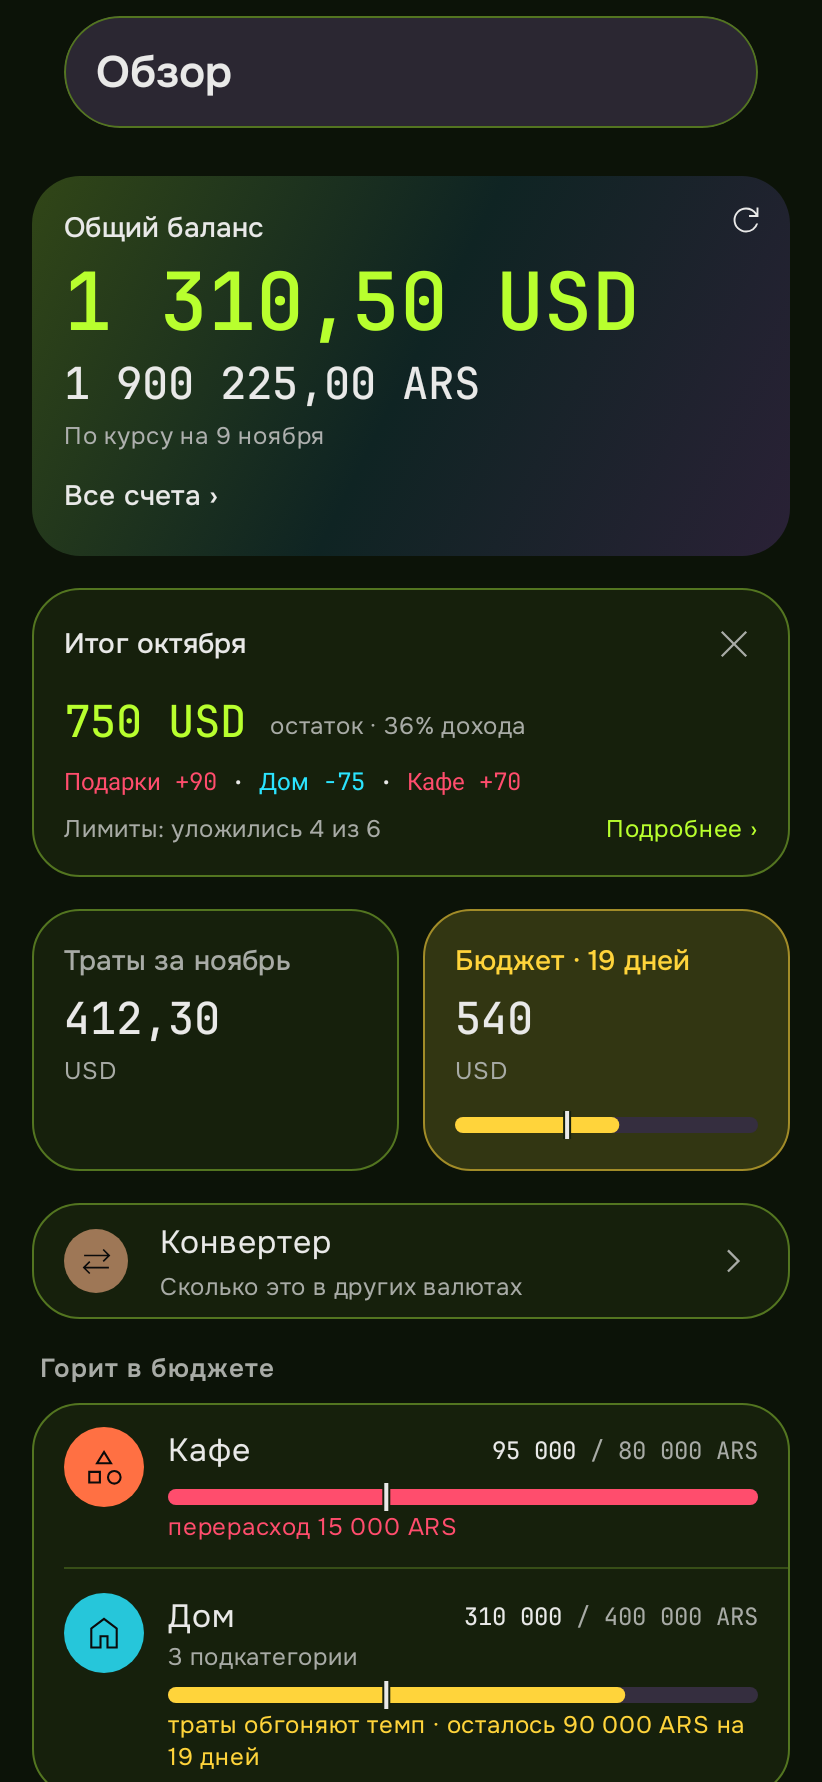 Обзор
Общий баланс
1 310,50 USD
1 900 225,00 ARS
По курсу на 9 ноября
Все счета ›
Итог октября
750 USD остаток · 36% дохода
Подарки +90 · Дом -75 · Кафе +70
Лимиты: уложились 4 из 6 Подробнее ›
Траты за ноябрь
412,30
USD
Бюджет · 19 дней
540
USD
Конвертер
Сколько это в других валютах
Горит в бюджете
Кафе 95 000 / 80 000 ARS
перерасход 15 000 ARS
Дом 310 000 / 400 000 ARS
3 подкатегории
траты обгоняют темп · осталось 90 000 ARS на
19 дней